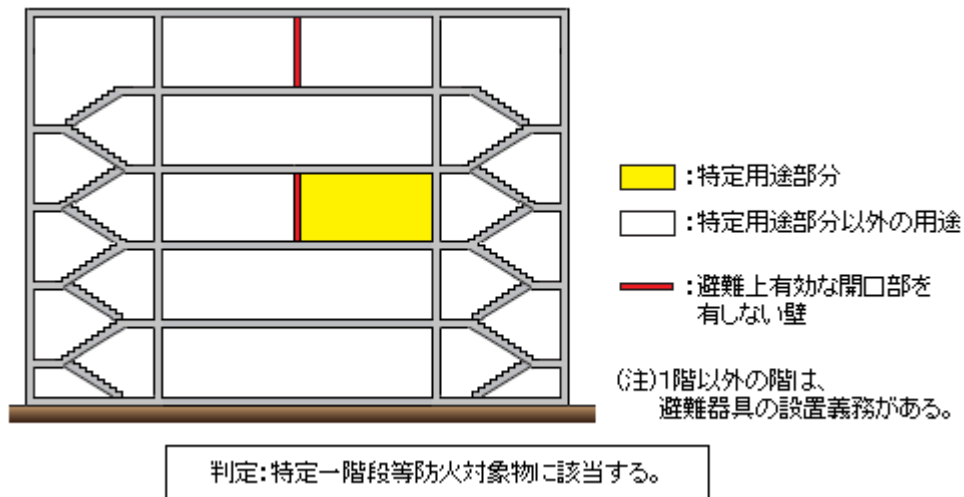 :特定用途部分
:特定用途部分以外の用途
:避難上有効な開口部を
有しない壁
(注)1階以外の階は、
避難器具の設置義務がある。
判定:特定一階段等防火対象物に該当する。